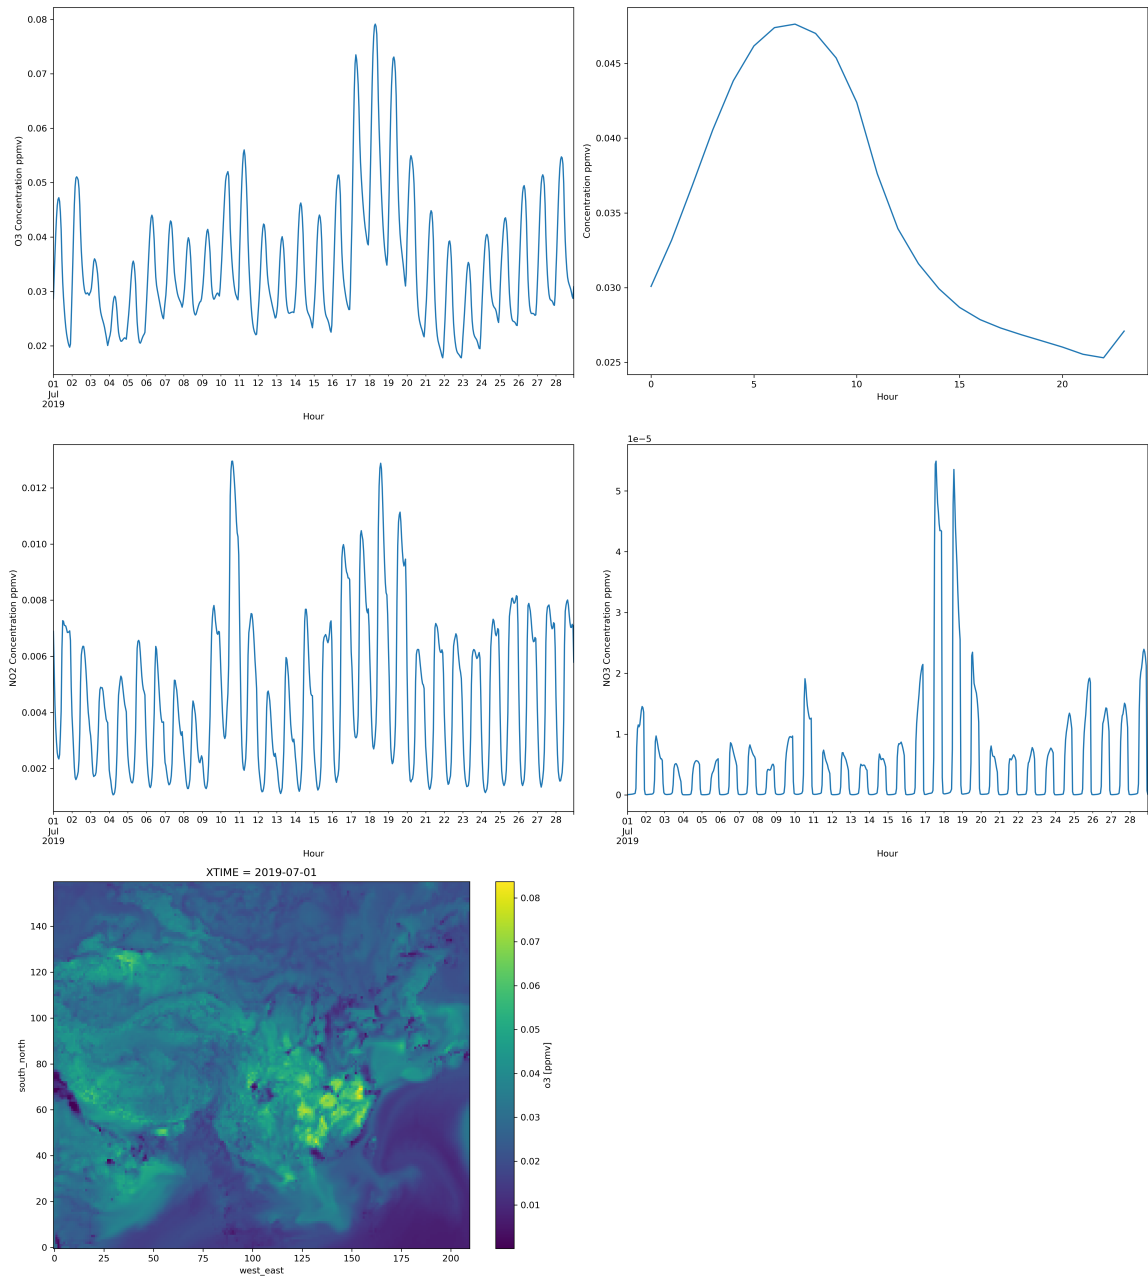 0.08
0.07
0.06
0.05
0.04
0.03
0.02
O3 Concentration ppmv)
01 02 03 04 05 06 07 08 09 10 11 12 13 14 15 16 17 18 19 20 21 22 23 24 25 26 27 28
Jul
2019
Hour
0.045
0.040
0.035
0.030
0.025
Concentration ppmv)
0 5 10 15 20
Hour
0.012
0.010
0.008
0.006
0.004
0.002
NO2 Concentration ppmv)
01 02 03 04 05 06 07 08 09 10 11 12 13 14 15 16 17 18 19 20 21 22 23 24 25 26 27 28
Jul
2019
Hour
1e−5
5
4
3
2
1
0
NO3 Concentration ppmv)
01 02 03 04 05 06 07 08 09 10 11 12 13 14 15 16 17 18 19 20 21 22 23 24 25 26 27 28
Jul
2019
Hour
XTIME = 2019-07-01
140
120
100
80
60
40
20
0
south_north
0 25 50 75 100 125 150 175 200
west_east
0.08
0.07
0.06
0.05
0.04
0.03
0.02
0.01
o3 [ppmv]